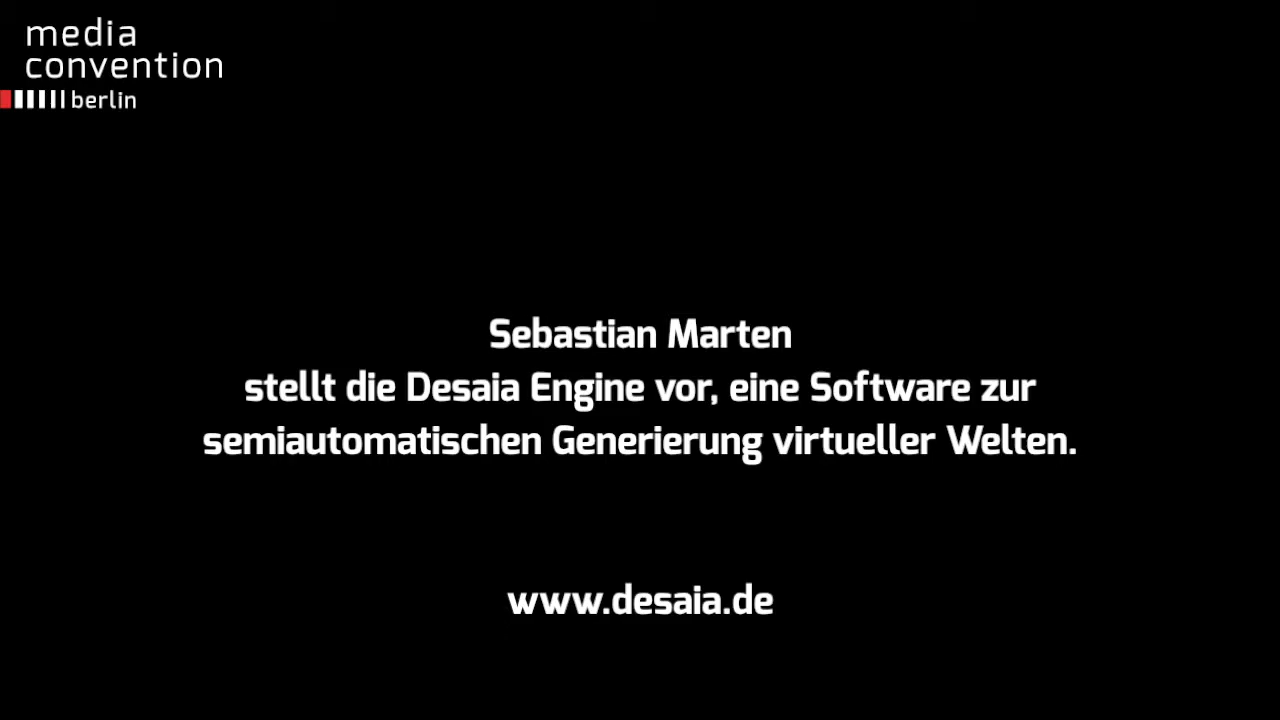 media
convention
berlin
Sebastian Marten
stellt die Desaia Engine vor, eine Software zur
semiautomatischen Generierung virtueller Welten.
www.desaia.de